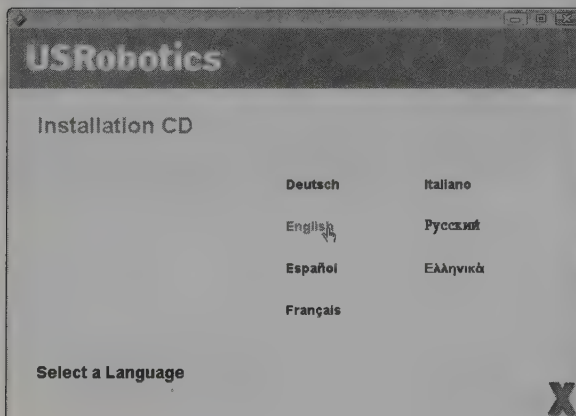 USRobotics
Installation CD
Deutsch
Italiano
English
Русский
Español
Ελληνικά
Français
Select a Language
X